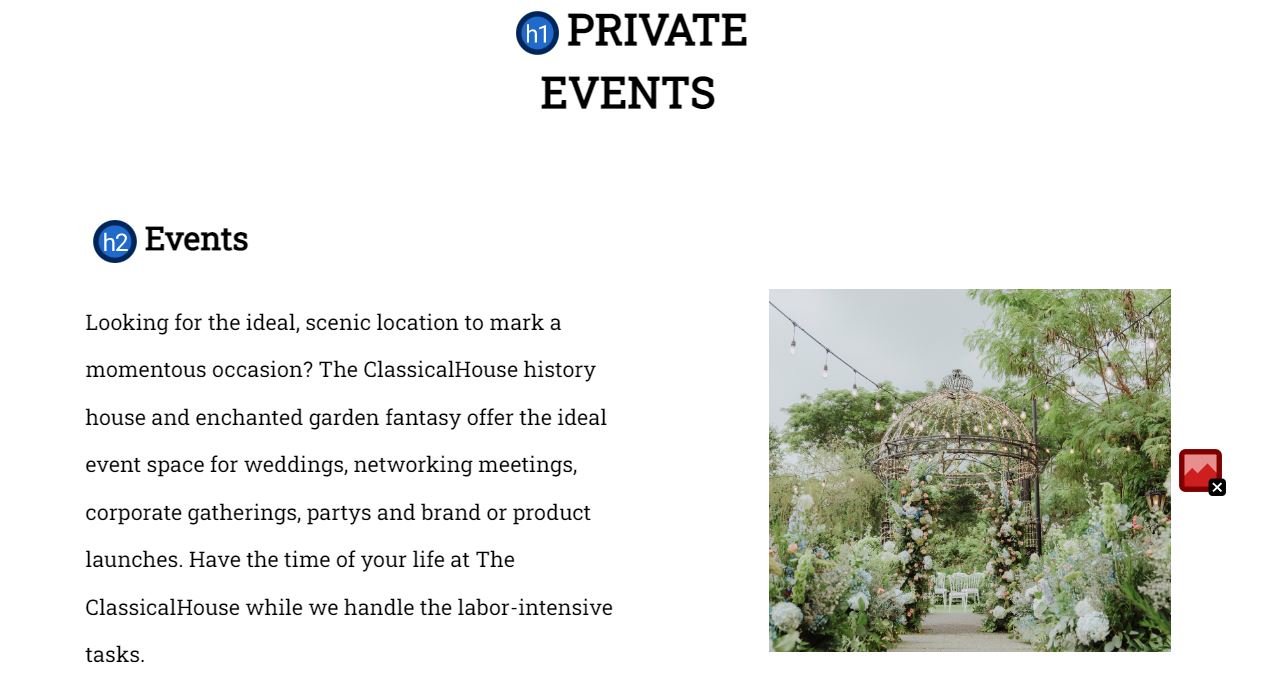 h1 PRIVATE
EVENTS
h2 Events
Looking for the ideal, scenic location to mark a
momentous occasion? The ClassicalHouse history
house and enchanted garden fantasy offer the ideal
event space for weddings, networking meetings,
corporate gatherings, partys and brand or product
launches. Have the time of your life at The
ClassicalHouse while we handle the labor-intensive
tasks.